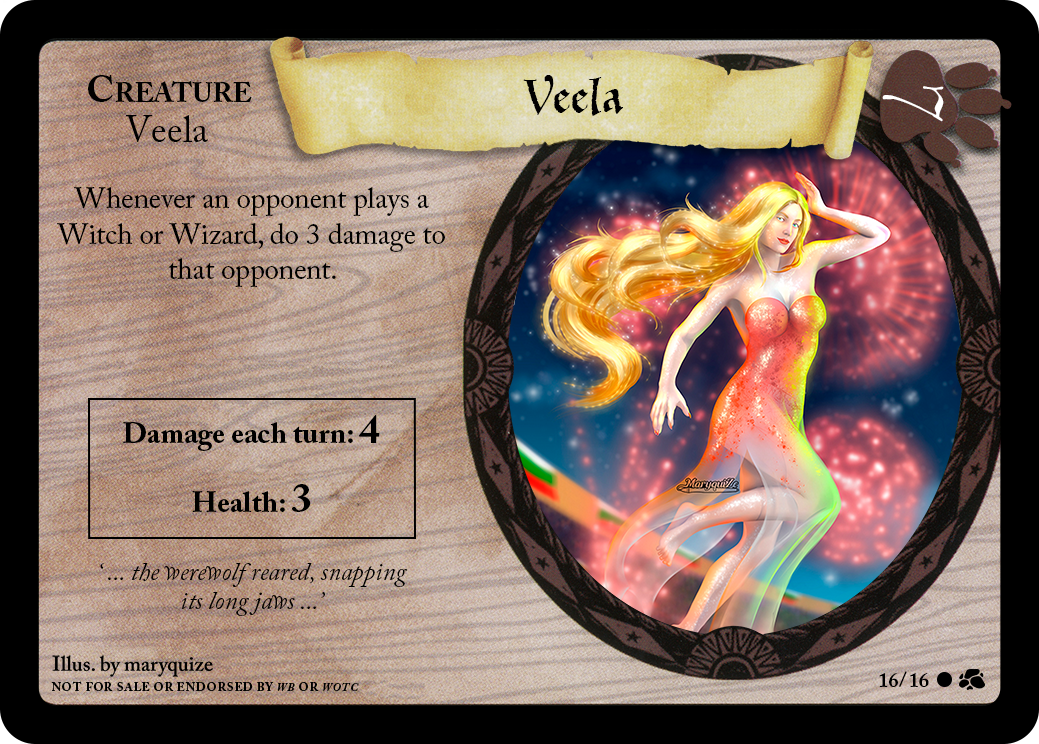 CREATURE
Veela
Veela
Whenever an opponent plays a
Witch or Wizard, do 3 damage to
that opponent.
Damage each turn: 4
Health: 3
‘ ... the werewolf reared, snapping
its long jaws ...’
Maryquize
Illus. by maryquize
NOT FOR SALE OR ENDORSED BY WB OR WOTC
16/16